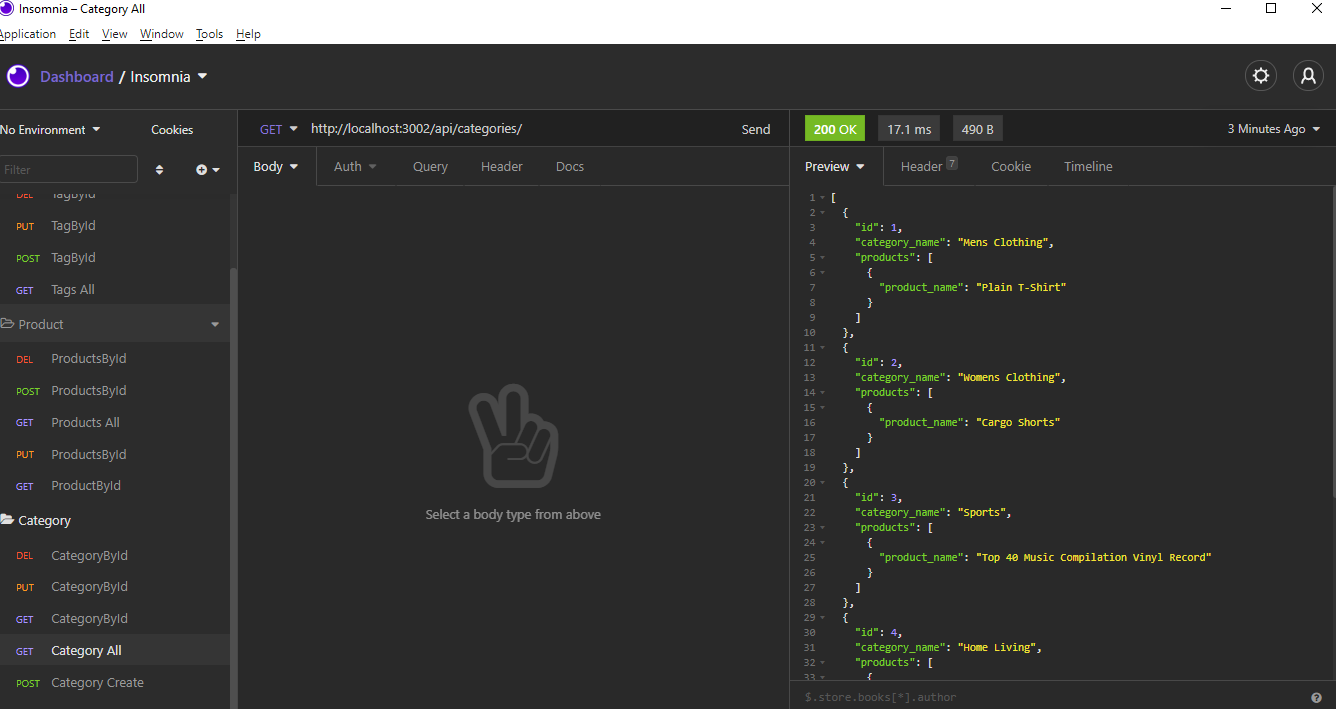 Insomnia – Category All
Application Edit View Window Tools Help
Dashboard / Insomnia
No Environment Cookies
Filter
DEL TagById
PUT TagById
POST TagById
GET Tags All
Product
DEL ProductsById
POST ProductsById
GET Products All
PUT ProductsById
GET ProductById
Category
DEL CategoryById
PUT CategoryById
GET CategoryById
GET Category All
POST Category Create
GET http://localhost:3002/api/categories/ Send
Body Auth Query Header Docs
Select a body type from above
200 OK 17.1 ms 490 B 3 Minutes Ago
Preview Header 7 Cookie Timeline
1 [
2 {
3 "id": 1,
4 "category_name": "Mens Clothing",
5 "products": [
6 {
7 "product_name": "Plain T-Shirt"
8 }
9 ]
10 },
11 {
12 "id": 2,
13 "category_name": "Womens Clothing",
14 "products": [
15 {
16 "product_name": "Cargo Shorts"
17 }
18 ]
19 },
20 {
21 "id": 3,
22 "category_name": "Sports",
23 "products": [
24 {
25 "product_name": "Top 40 Music Compilation Vinyl Record"
26 }
27 ]
28 },
29 {
30 "id": 4,
31 "category_name": "Home Living",
32 "products": [
33 {
$.store.books[*].author